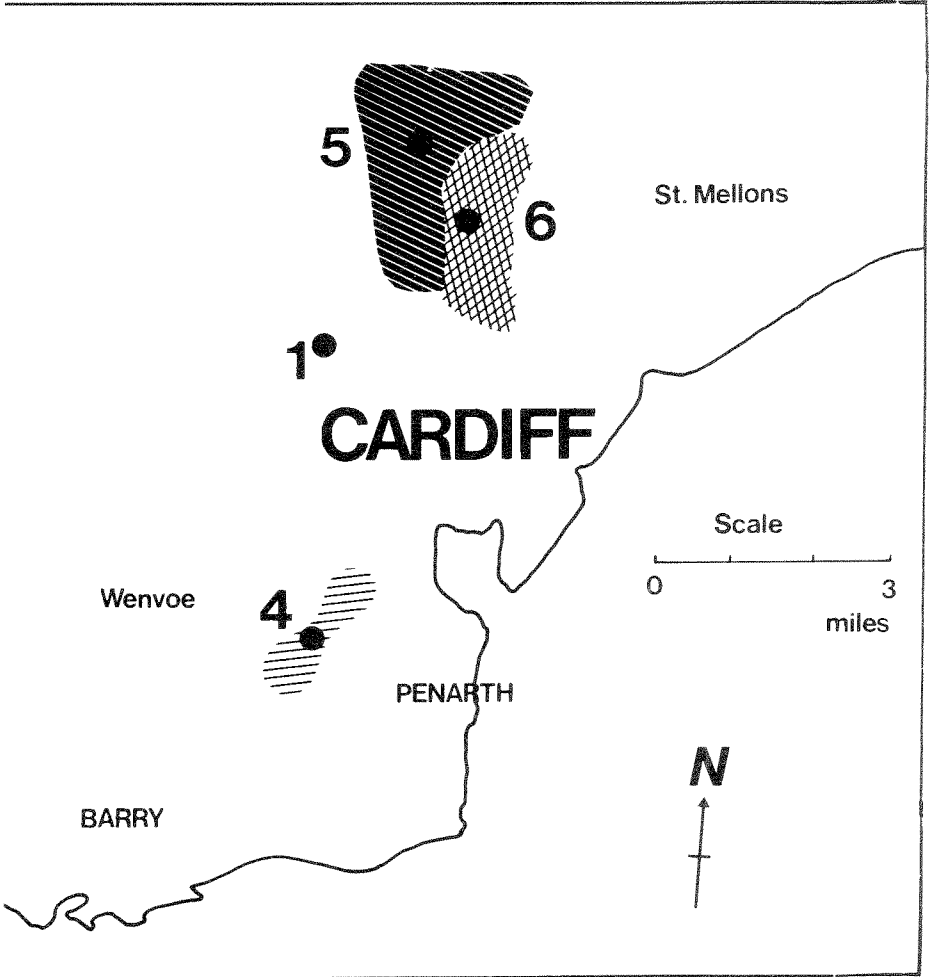 5
St. Mellons
6
1
CARDIFF
Scale
0 3
miles
Wenvoe
4
PENARTH
N
BARRY